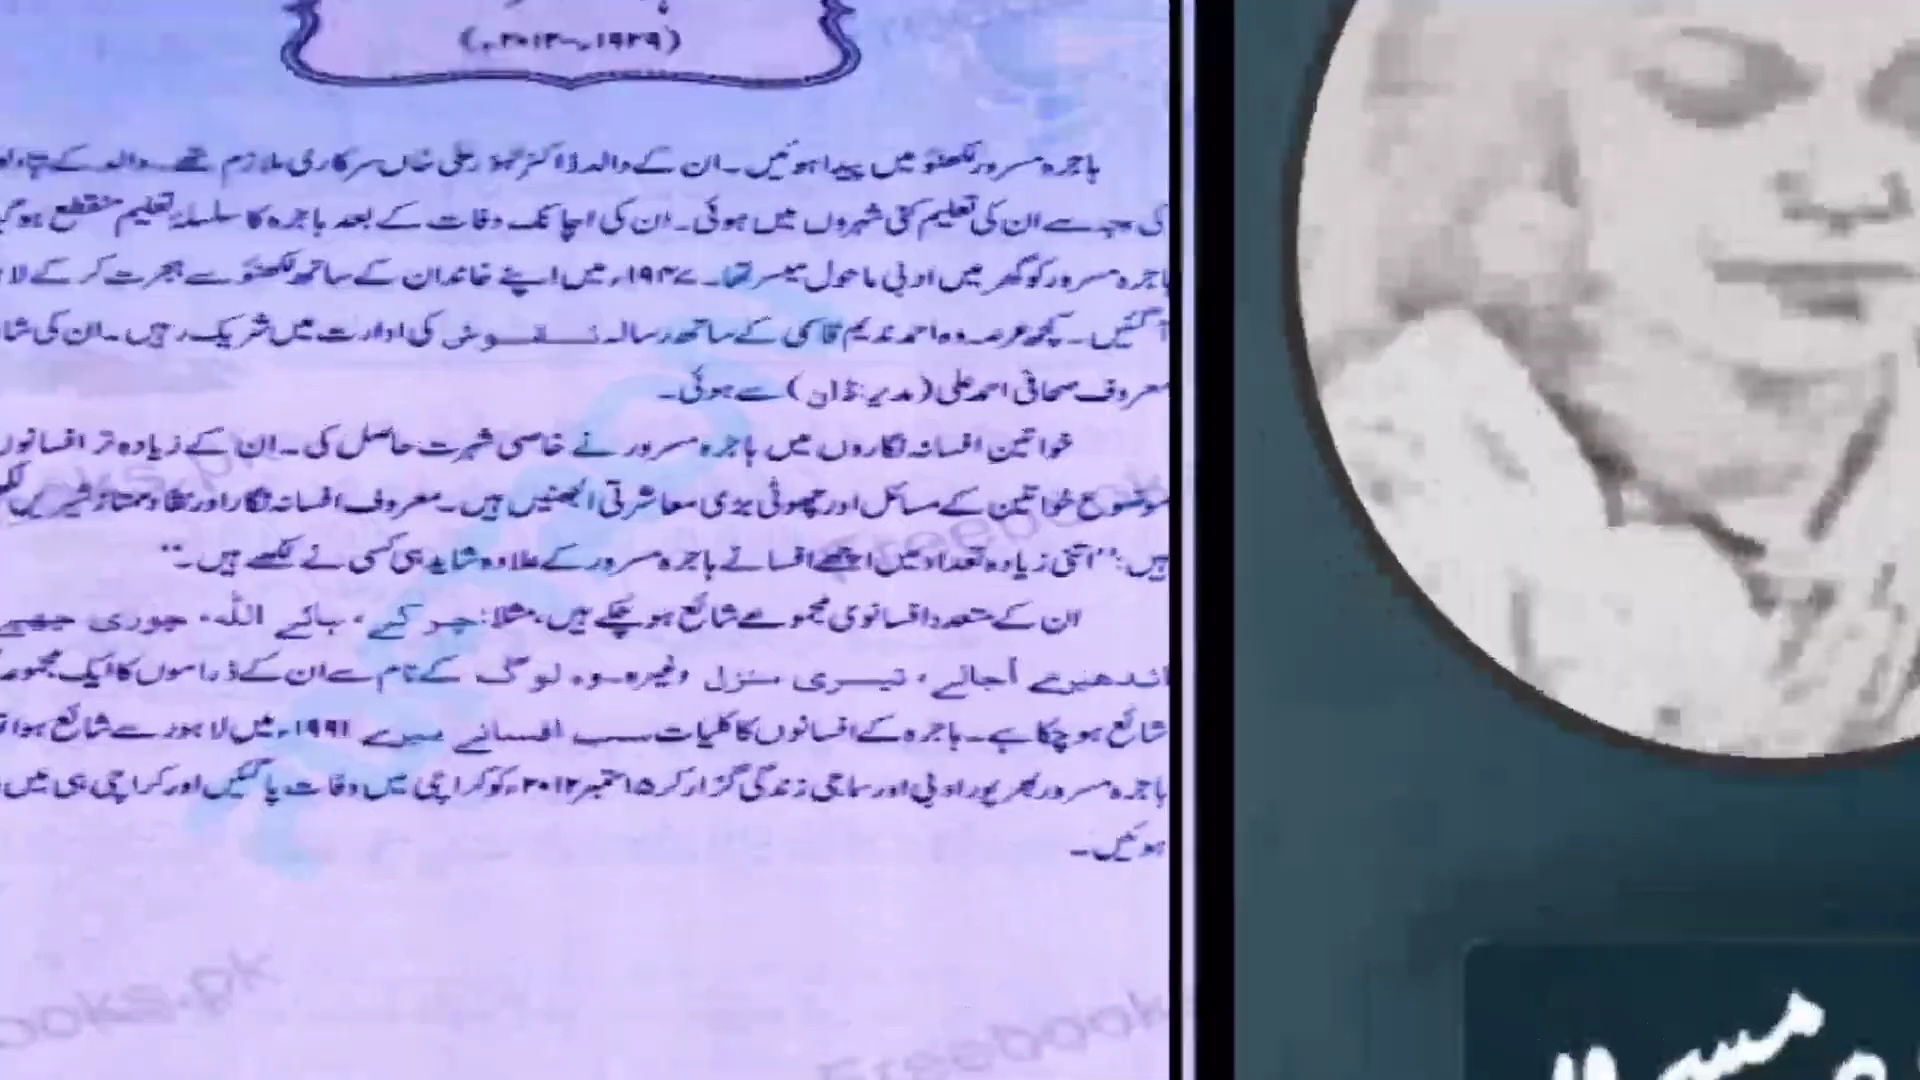 (۱۹۲۹ء-۲۰۱۲ء)
ہاجرہ مسرور لکھنؤ میں پیدا ہوئیں۔ ان کے والد ڈاکٹر تہوّر علی خاں سرکاری ملازم تھے۔ والد کے
کی وجہ سے ان کی تعلیم کئی شہروں میں ہوئی۔ ان کی اچانک وفات کے بعد ہاجرہ کا سلسلۂ تعلیم منقطع ہو
ہاجرہ مسرور کو گھر میں ادبی ماحول میسر تھا۔ ۱۹۴۷ء میں اپنے خاندان کے ساتھ لکھنؤ سے ہجرت کر کے
آ گئیں۔ کچھ عرصہ وہ احمد ندیم قاسمی کے ساتھ رسالہ نقوش کی ادارت میں شریک رہیں۔ ان کی
معروف صحافی احمد علی (مدیر: ڈان) سے ہوئی۔
خواتین افسانہ نگاروں میں ہاجرہ مسرور نے خاصی شہرت حاصل کی۔ ان کے زیادہ تر افسانوں
موضوع خواتین کے مسائل اور چھوٹی بڑی معاشرتی الجھنیں ہیں۔ معروف افسانہ نگار اور نقاد ممتاز شیریں
ہیں: "اتنی زیادہ تعداد میں اچھے افسانے ہاجرہ مسرور کے علاوہ شاید ہی کسی نے لکھے ہیں۔"
ان کے متعدد افسانوی مجموعے شائع ہو چکے ہیں، مثلاً: چرکے، ہائے اللہ، چوری چھپے
اندھیرے اُجالے، تیسری منزل وغیرہ۔ وہ لوگ کے نام سے ان کے ڈراموں کا ایک مجموعہ
شائع ہو چکا ہے۔ ہاجرہ کے افسانوں کا کلیات سب افسانے میرے ۱۹۹۱ء میں لاہور سے شائع ہوا
ہاجرہ مسرور بھرپور ادبی اور سماجی زندگی گزار کر ۱۵ ستمبر ۲۰۱۲ء کو کراچی میں وفات پا گئیں اور کراچی ہی میں
ہوئیں۔
ooks.pk
Freebook